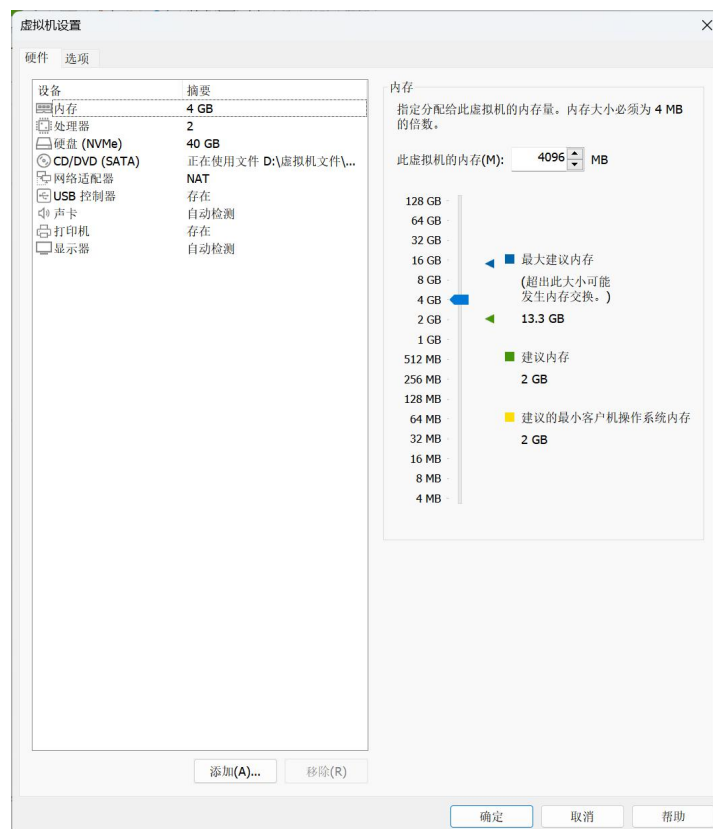 虚拟机设置
硬件 选项
设备 摘要
内存 4 GB
处理器 2
硬盘 (NVMe) 40 GB
CD/DVD (SATA) 正在使用文件 D:\虚拟机文件\...
网络适配器 NAT
USB 控制器 存在
声卡 自动检测
打印机 存在
显示器 自动检测
添加(A)... 移除(R)
内存
指定分配给此虚拟机的内存量。内存大小必须为 4 MB
的倍数。
此虚拟机的内存(M): 4096 MB
128 GB
64 GB
32 GB
16 GB
8 GB
4 GB
2 GB
1 GB
512 MB
256 MB
128 MB
64 MB
32 MB
16 MB
8 MB
4 MB
最大建议内存
(超出此大小可能
发生内存交换。)
13.3 GB
建议内存
2 GB
建议的最小客户机操作系统内存
2 GB
确定 取消 帮助